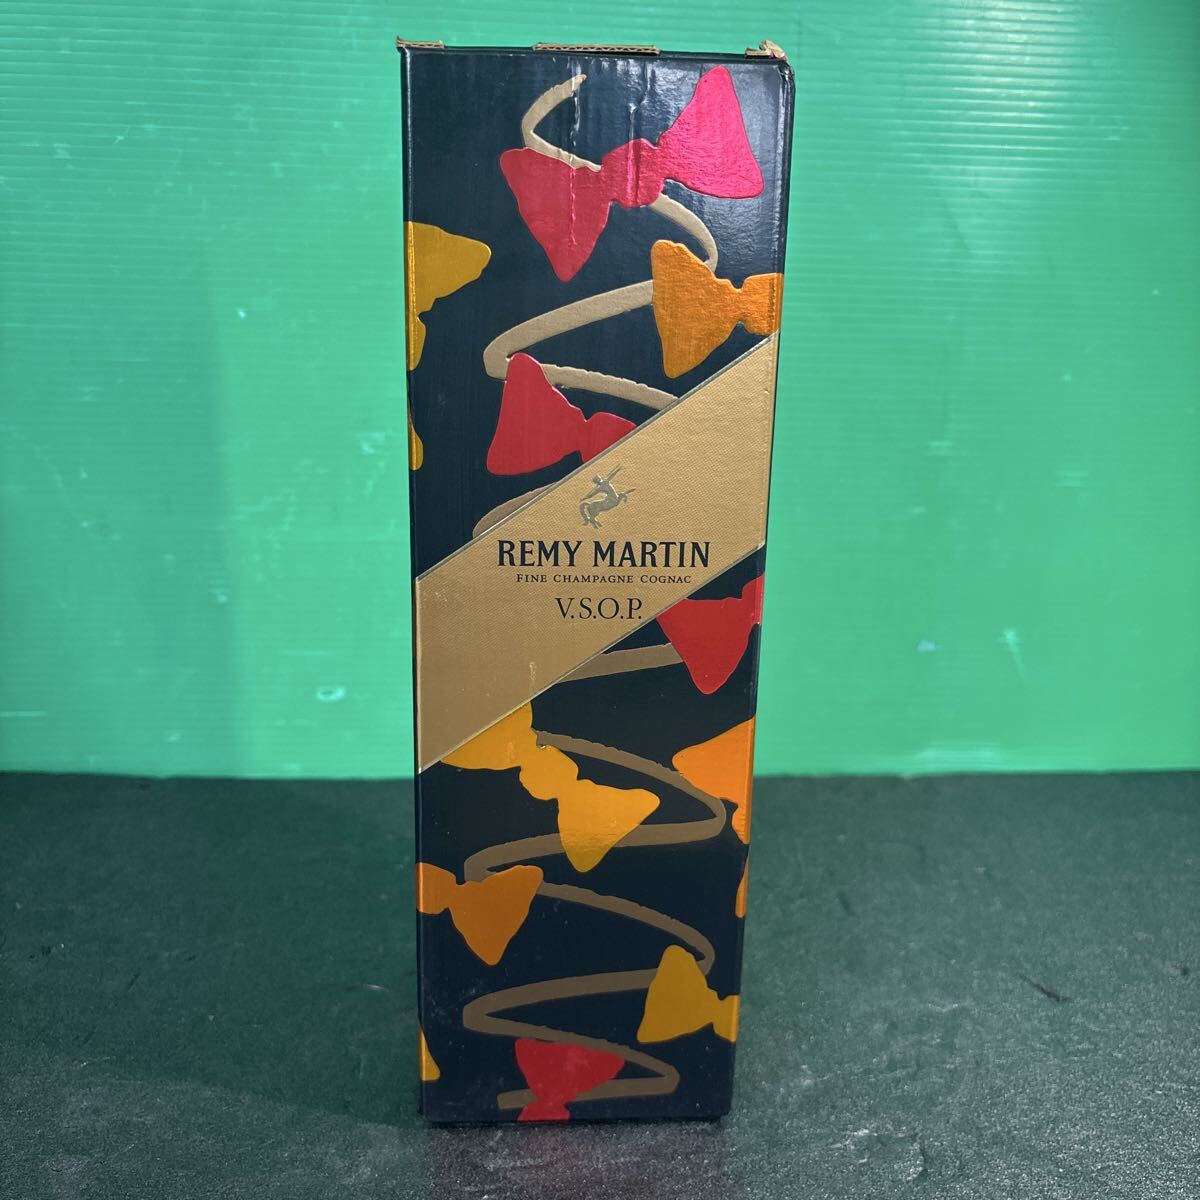 REMY MARTIN
FINE CHAMPAGNE COGNAC
V.S.O.P.